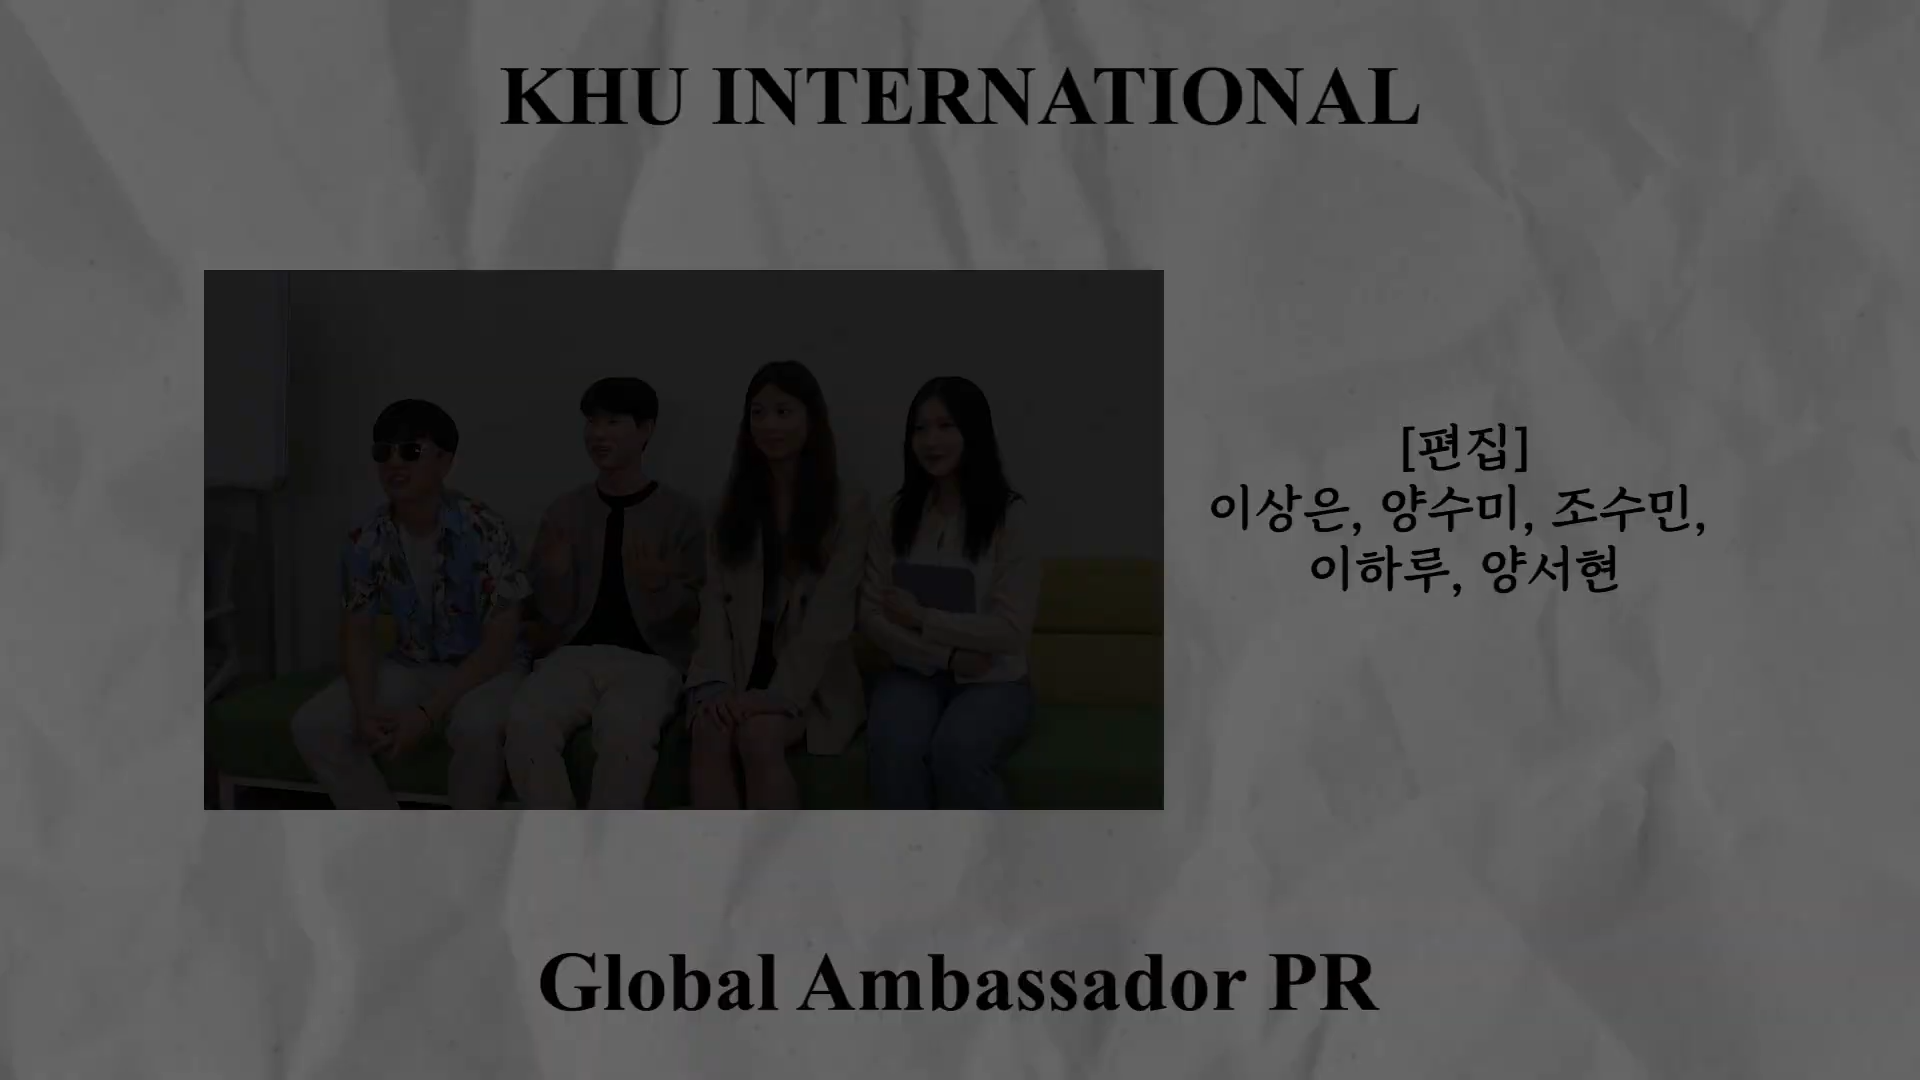 KHU INTERNATIONAL
[편집]
이상은, 양수미, 조수민,
이하루, 양서현
Global Ambassador PR